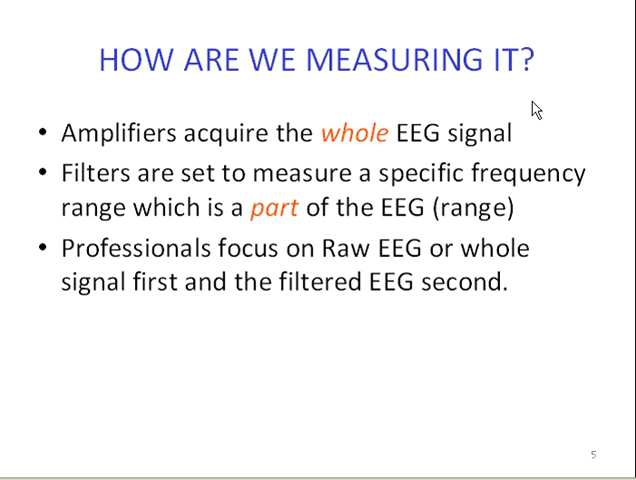 HOW ARE WE MEASURING IT?
• Amplifiers acquire the whole EEG signal
• Filters are set to measure a specific frequency
range which is a part of the EEG (range)
• Professionals focus on Raw EEG or whole
signal first and the filtered EEG second.
5